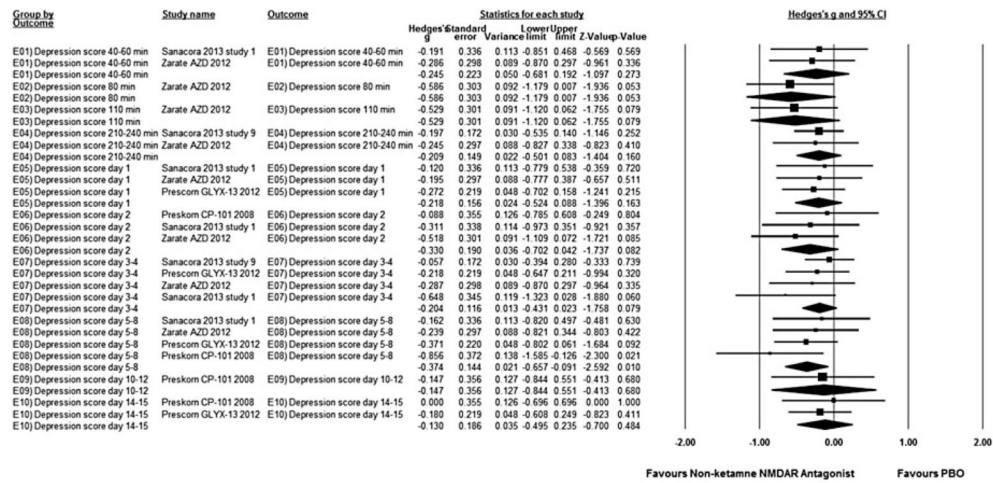 Group by Outcome Study name Outcome Statistics for each study Hedge's g and 95% CI
Hedge's g Standard error Variance Lower limit Upper limit Z-Value p-Value
E01) Depression score 40-60 min Sanacora 2013 study 1 E01) Depression score 40-60 min -0.191 0.336 0.113 -0.851 0.468 -0.569 0.569
E01) Depression score 40-60 min Zarate AZD 2012 E01) Depression score 40-60 min -0.286 0.298 0.089 -0.870 0.297 -0.961 0.336
E01) Depression score 40-60 min -0.245 0.223 0.050 -0.681 0.192 -1.097 0.273
E02) Depression score 80 min Zarate AZD 2012 E02) Depression score 80 min -0.586 0.303 0.092 -1.179 0.007 -1.936 0.053
E02) Depression score 80 min -0.586 0.303 0.092 -1.179 0.007 -1.936 0.053
E03) Depression score 110 min Zarate AZD 2012 E03) Depression score 110 min -0.529 0.301 0.091 -1.120 0.062 -1.755 0.079
E03) Depression score 110 min -0.529 0.301 0.091 -1.120 0.062 -1.755 0.079
E04) Depression score 210-240 min Sanacora 2013 study 9 E04) Depression score 210-240 min -0.197 0.172 0.030 -0.535 0.140 -1.146 0.252
E04) Depression score 210-240 min Zarate AZD 2012 E04) Depression score 210-240 min -0.245 0.297 0.088 -0.827 0.338 -0.823 0.410
E04) Depression score 210-240 min -0.209 0.149 0.022 -0.501 0.083 -1.404 0.160
E05) Depression score day 1 Sanacora 2013 study 1 E05) Depression score day 1 -0.120 0.336 0.113 -0.779 0.538 -0.359 0.720
E05) Depression score day 1 Zarate AZD 2012 E05) Depression score day 1 -0.195 0.297 0.088 -0.777 0.387 -0.657 0.511
E05) Depression score day 1 Prescorn GLYX-13 2012 E05) Depression score day 1 -0.272 0.219 0.048 -0.702 0.158 -1.241 0.215
E05) Depression score day 1 -0.218 0.156 0.024 -0.524 0.088 -1.396 0.163
E06) Depression score day 2 Preskorn CP-101 2008 E06) Depression score day 2 -0.088 0.355 0.126 -0.785 0.608 -0.249 0.804
E06) Depression score day 2 Sanacora 2013 study 1 E06) Depression score day 2 -0.311 0.338 0.114 -0.973 0.351 -0.921 0.357
E06) Depression score day 2 Zarate AZD 2012 E06) Depression score day 2 -0.518 0.301 0.091 -1.109 0.072 -1.721 0.085
E06) Depression score day 2 -0.330 0.190 0.036 -0.702 0.042 -1.737 0.082
E07) Depression score day 3-4 Sanacora 2013 study 9 E07) Depression score day 3-4 -0.057 0.172 0.030 -0.394 0.280 -0.333 0.739
E07) Depression score day 3-4 Prescorn GLYX-13 2012 E07) Depression score day 3-4 -0.218 0.219 0.048 -0.647 0.211 -0.994 0.320
E07) Depression score day 3-4 Zarate AZD 2012 E07) Depression score day 3-4 -0.287 0.298 0.089 -0.870 0.297 -0.964 0.335
E07) Depression score day 3-4 Sanacora 2013 study 1 E07) Depression score day 3-4 -0.648 0.345 0.119 -1.323 0.028 -1.880 0.060
E07) Depression score day 3-4 -0.204 0.116 0.013 -0.431 0.023 -1.758 0.079
E08) Depression score day 5-8 Sanacora 2013 study 1 E08) Depression score day 5-8 -0.162 0.336 0.113 -0.820 0.497 -0.481 0.630
E08) Depression score day 5-8 Zarate AZD 2012 E08) Depression score day 5-8 -0.239 0.297 0.088 -0.821 0.344 -0.803 0.422
E08) Depression score day 5-8 Prescorn GLYX-13 2012 E08) Depression score day 5-8 -0.371 0.220 0.048 -0.802 0.061 -1.684 0.092
E08) Depression score day 5-8 Preskorn CP-101 2008 E08) Depression score day 5-8 -0.856 0.372 0.138 -1.585 -0.126 -2.300 0.021
E08) Depression score day 5-8 -0.374 0.144 0.021 -0.657 -0.091 -2.592 0.010
E09) Depression score day 10-12 Preskorn CP-101 2008 E09) Depression score day 10-12 -0.147 0.356 0.127 -0.844 0.551 -0.413 0.680
E09) Depression score day 10-12 -0.147 0.356 0.127 -0.844 0.551 -0.413 0.680
E10) Depression score day 14-15 Preskorn CP-101 2008 E10) Depression score day 14-15 0.000 0.355 0.126 -0.696 0.696 0.000 1.000
E10) Depression score day 14-15 Prescorn GLYX-13 2012 E10) Depression score day 14-15 -0.180 0.219 0.048 -0.608 0.249 -0.823 0.411
E10) Depression score day 14-15 -0.130 0.186 0.035 -0.495 0.235 -0.700 0.484
-2.00 -1.00 0.00 1.00 2.00
Favours Non-ketamne NMDAR Antagonist Favours PBO